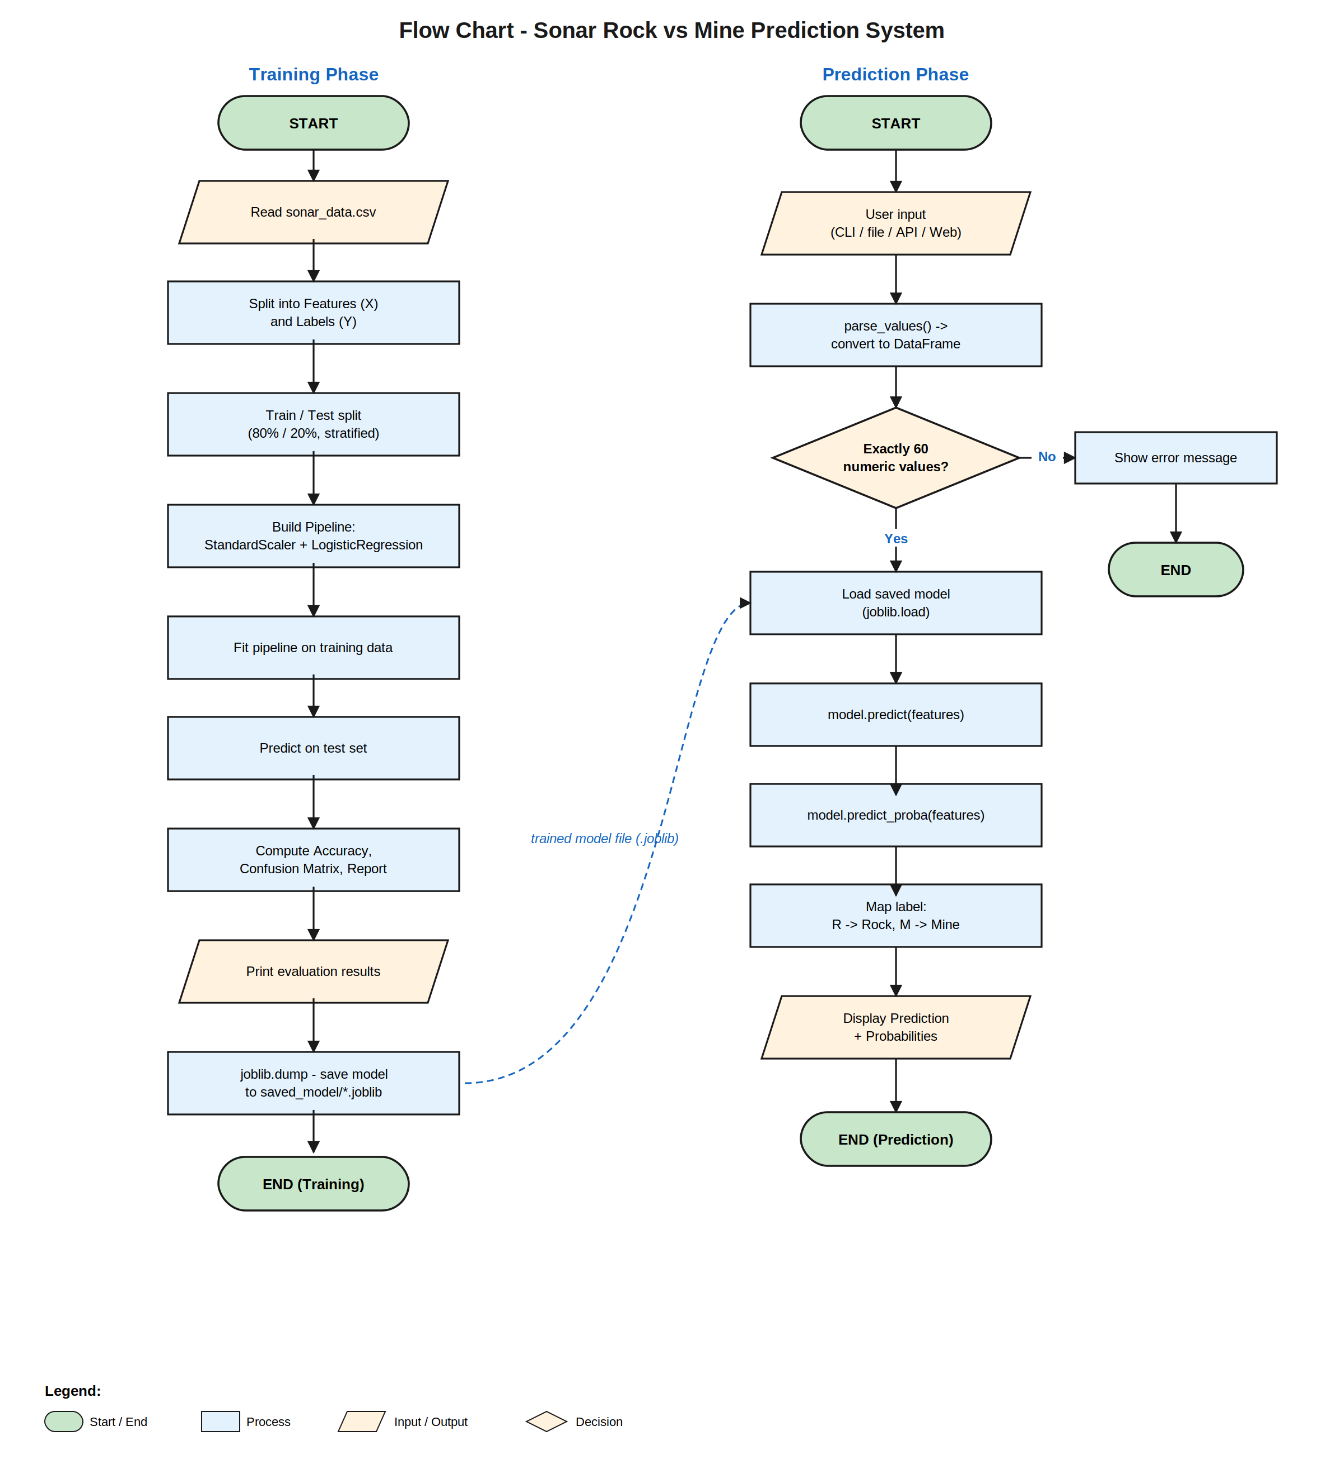 Flow Chart - Sonar Rock vs Mine Prediction System
Training Phase
START
Read sonar_data.csv
Split into Features (X)
and Labels (Y)
Train / Test split
(80% / 20%, stratified)
Build Pipeline:
StandardScaler + LogisticRegression
Fit pipeline on training data
Predict on test set
Compute Accuracy,
Confusion Matrix, Report
Print evaluation results
joblib.dump - save model
to saved_model/*.joblib
END (Training)
trained model file (.joblib)
Prediction Phase
START
User input
(CLI / file / API / Web)
parse_values() ->
convert to DataFrame
Exactly 60
numeric values?
No
Show error message
END
Yes
Load saved model
(joblib.load)
model.predict(features)
model.predict_proba(features)
Map label:
R -> Rock, M -> Mine
Display Prediction
+ Probabilities
END (Prediction)
Legend:
Start / End
Process
Input / Output
Decision